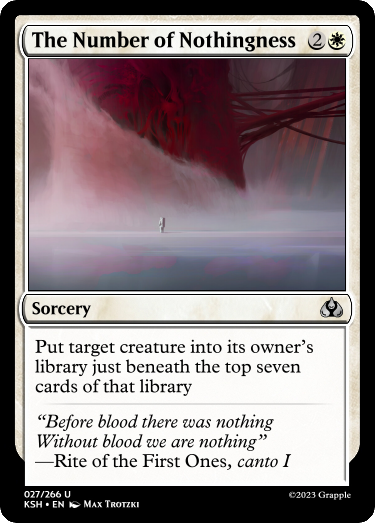 The Number of Nothingness 2
Sorcery
Put target creature into its owner's
library just beneath the top seven
cards of that library
“Before blood there was nothing
Without blood we are nothing”
—Rite of the First Ones, canto I
027/266 U
KSH • EN Max Trotzki
©2023 Grapple